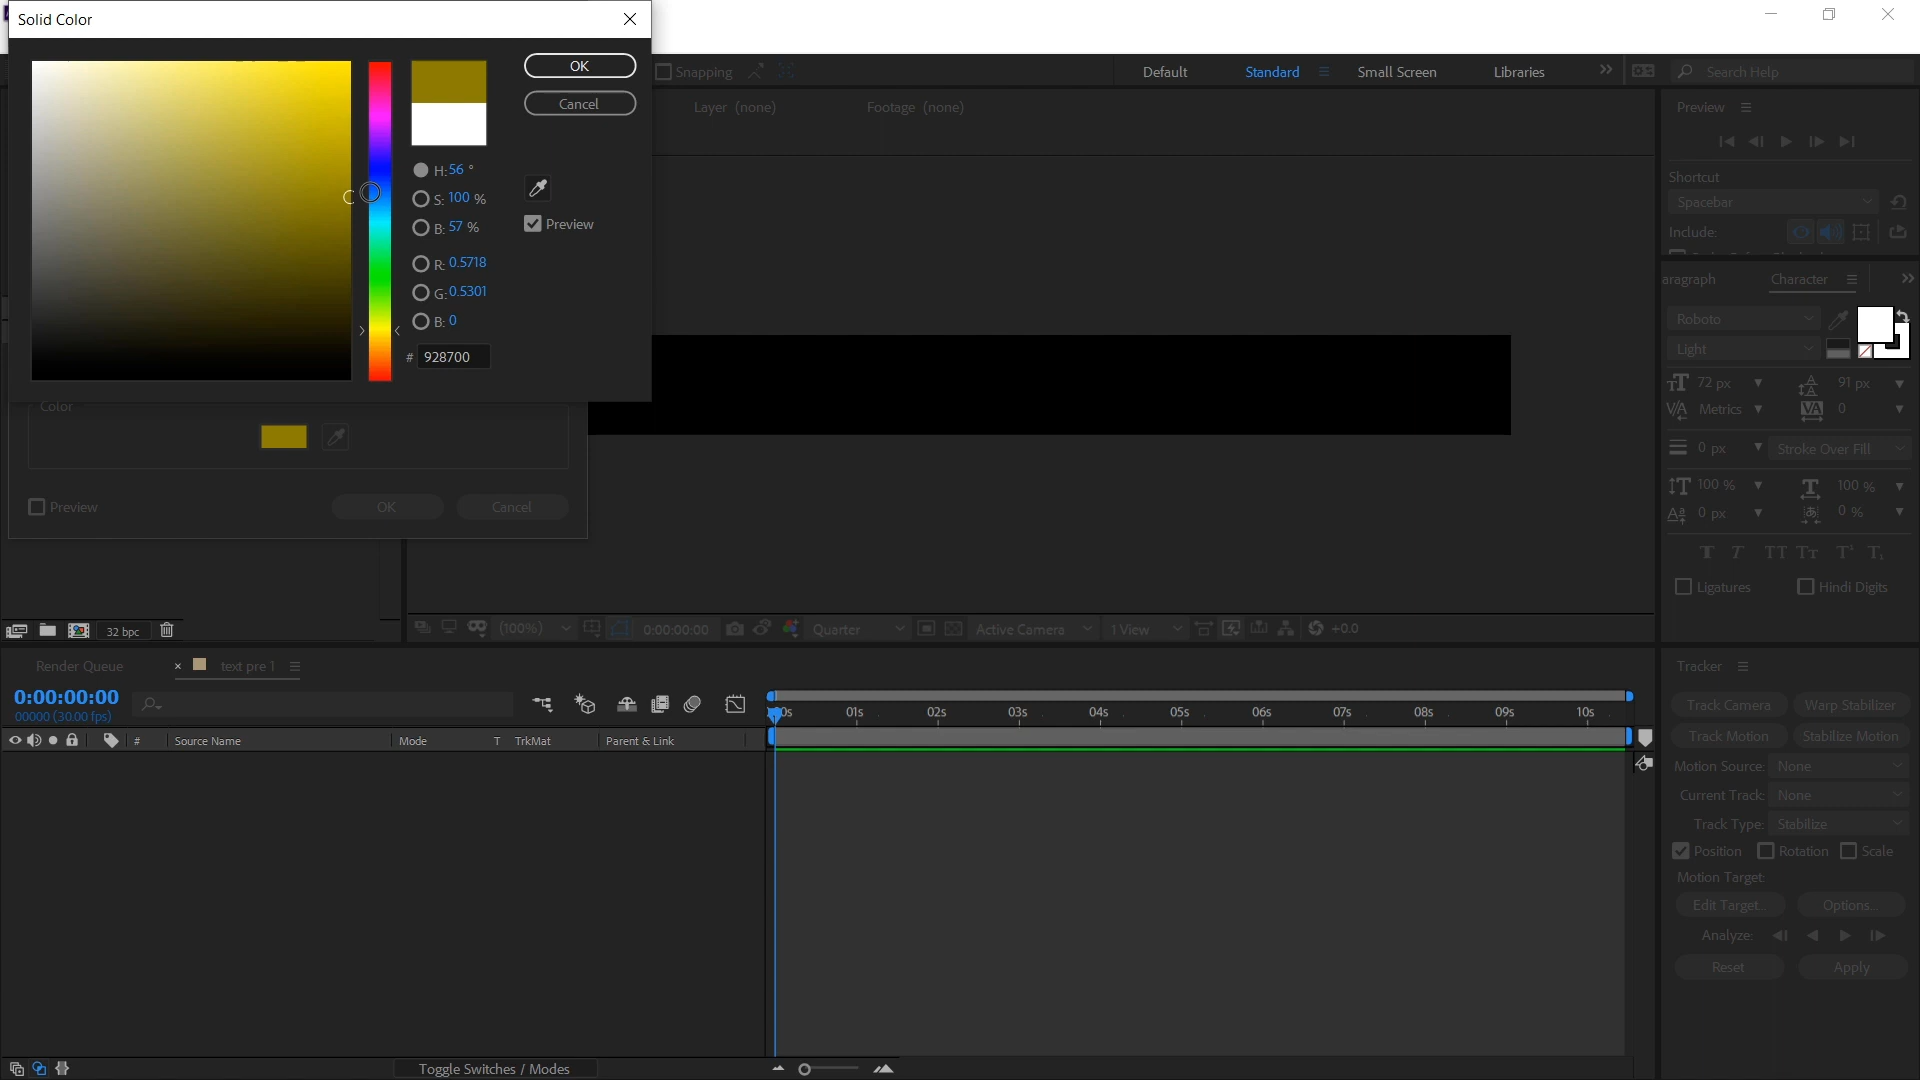 Solid Color
OK
Cancel
H: 56 °
S: 100 %
B: 57 %
Preview
R: 0.5718
G: 0.5301
B: 0
# 928700
Color
Preview
OK
Cancel
Snapping
Default
Standard
Small Screen
Libraries
Search Help
Layer (none)
Footage (none)
Preview
Shortcut
Spacebar
Include:
aragraph
Character
Roboto
Light
72 px
91 px
Metrics
0
0 px
Stroke Over Fill
100 %
100 %
0 px
0 %
T T TT Tt T¹ T₁
Ligatures
Hindi Digits
32 bpc
(100%)
0:00:00:00
Quarter
Active Camera
1 View
+0.0
Render Queue
text pre 1
0:00:00:00
00000 (30.00 fps)
# Source Name
Mode
T TrkMat
Parent & Link
0s 01s 02s 03s 04s 05s 06s 07s 08s 09s 10s
Tracker
Track Camera
Warp Stabilizer
Track Motion
Stabilize Motion
Motion Source: None
Current Track: None
Track Type: Stabilize
Position
Rotation
Scale
Motion Target:
Edit Target...
Options...
Analyze:
Reset
Apply
Toggle Switches / Modes